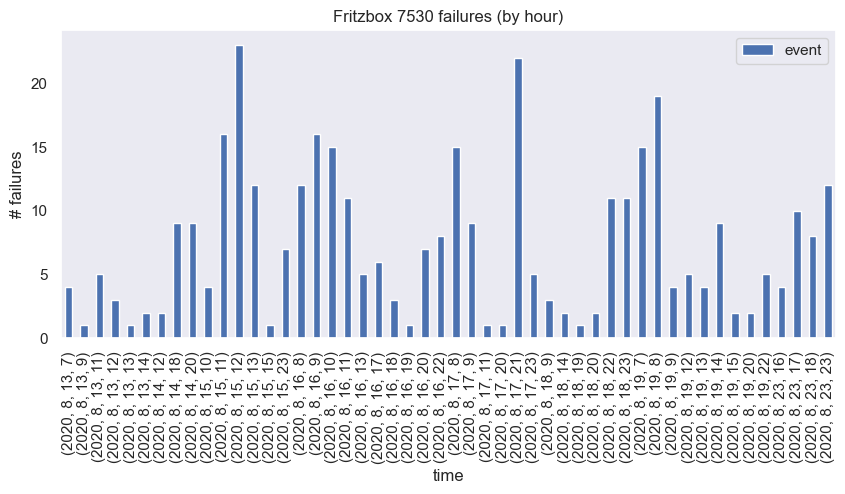 Fritzbox 7530 failures (by hour)
event
# failures
20
15
10
5
0
(2020, 8, 13, 7)
(2020, 8, 13, 9)
(2020, 8, 13, 11)
(2020, 8, 13, 12)
(2020, 8, 13, 13)
(2020, 8, 13, 14)
(2020, 8, 14, 12)
(2020, 8, 14, 18)
(2020, 8, 14, 20)
(2020, 8, 15, 10)
(2020, 8, 15, 11)
(2020, 8, 15, 12)
(2020, 8, 15, 13)
(2020, 8, 15, 15)
(2020, 8, 15, 23)
(2020, 8, 16, 8)
(2020, 8, 16, 9)
(2020, 8, 16, 10)
(2020, 8, 16, 11)
(2020, 8, 16, 13)
(2020, 8, 16, 17)
(2020, 8, 16, 18)
(2020, 8, 16, 19)
(2020, 8, 16, 20)
(2020, 8, 16, 22)
(2020, 8, 17, 8)
(2020, 8, 17, 9)
(2020, 8, 17, 11)
(2020, 8, 17, 20)
(2020, 8, 17, 21)
(2020, 8, 17, 23)
(2020, 8, 18, 9)
(2020, 8, 18, 14)
(2020, 8, 18, 19)
(2020, 8, 18, 20)
(2020, 8, 18, 22)
(2020, 8, 18, 23)
(2020, 8, 19, 7)
(2020, 8, 19, 8)
(2020, 8, 19, 9)
(2020, 8, 19, 12)
(2020, 8, 19, 13)
(2020, 8, 19, 14)
(2020, 8, 19, 15)
(2020, 8, 19, 20)
(2020, 8, 19, 22)
(2020, 8, 23, 16)
(2020, 8, 23, 17)
(2020, 8, 23, 18)
(2020, 8, 23, 23)
time